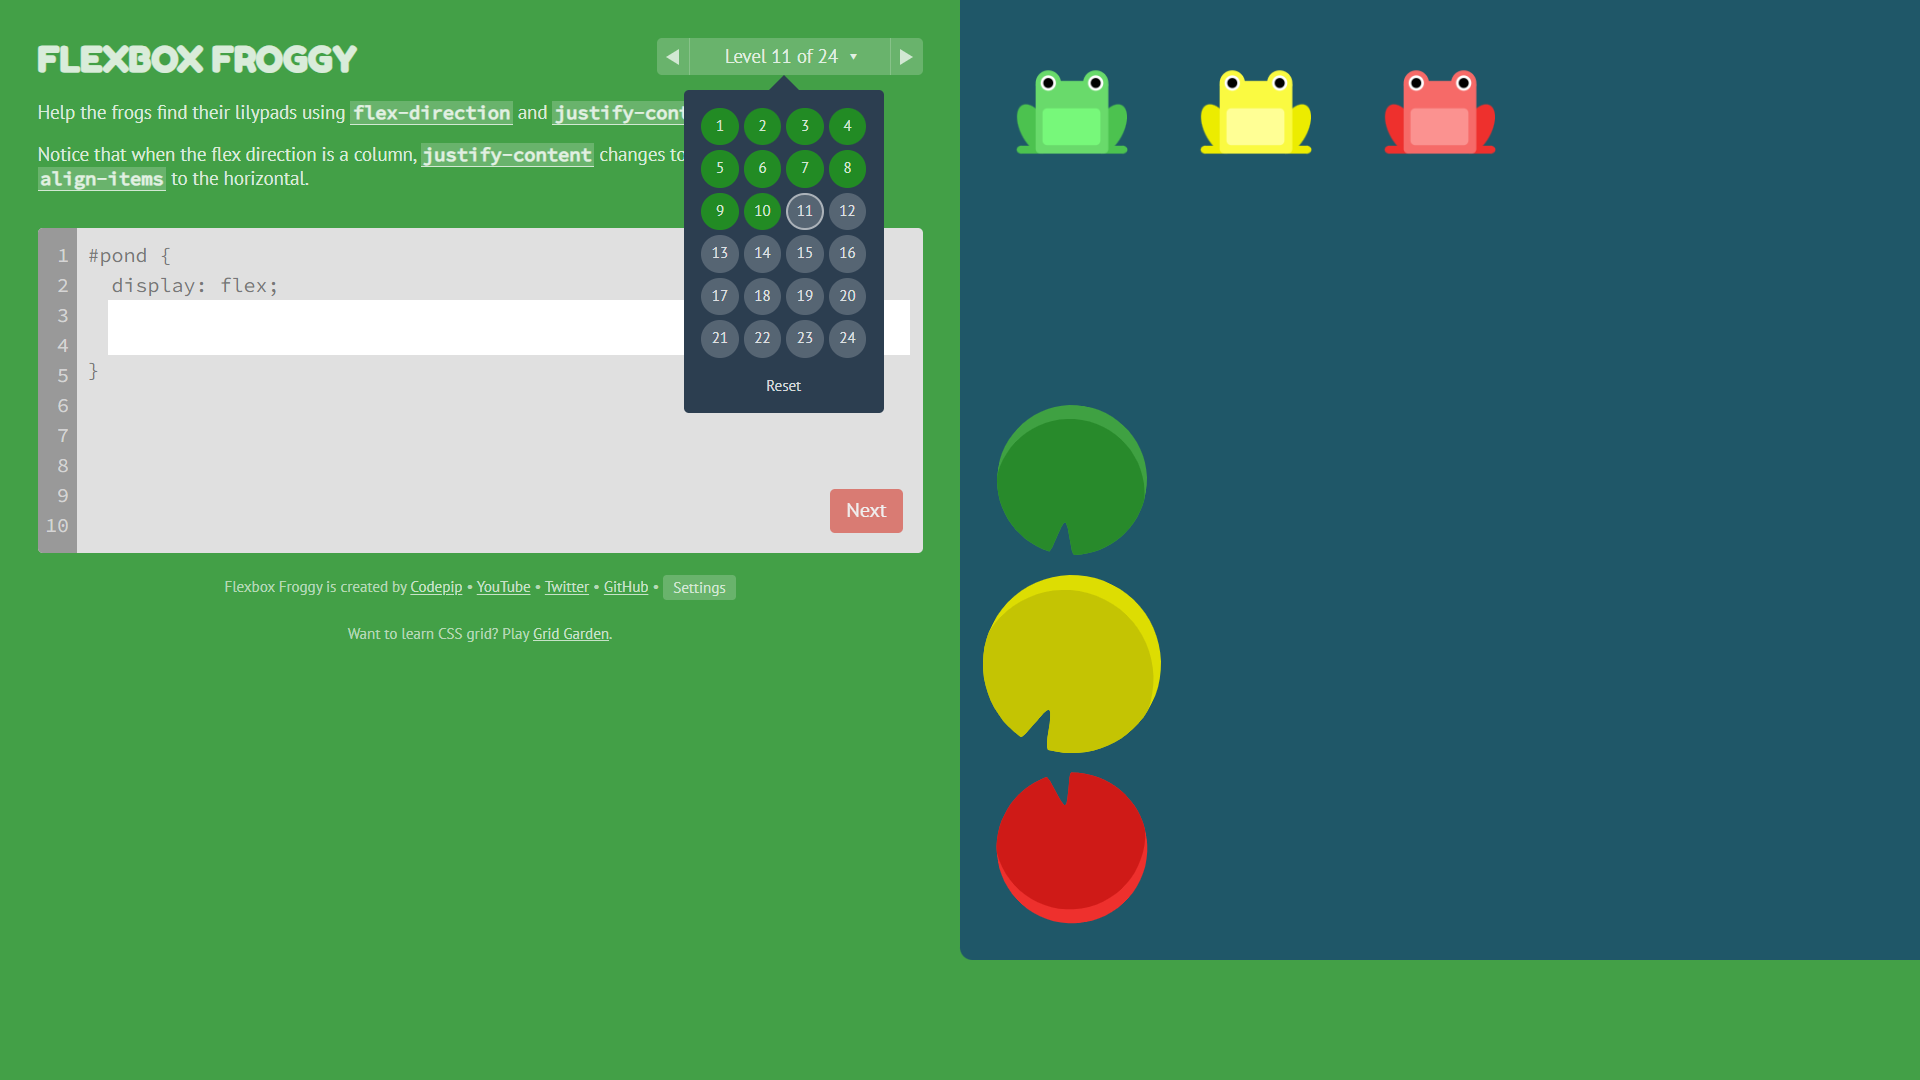 FLEXBOX FROGGY
Level 11 of 24 ▼
Help the frogs find their lilypads using flex-direction and justify-cont
Notice that when the flex direction is a column, justify-content changes to
align-items to the horizontal.
1 2 3 4
5 6 7 8
9 10 11 12
13 14 15 16
17 18 19 20
21 22 23 24
Reset
1 #pond {
2 display: flex;
3
4
5 }
6
7
8
9
10
Next
Flexbox Froggy is created by Codepip • YouTube • Twitter • GitHub • Settings
Want to learn CSS grid? Play Grid Garden.